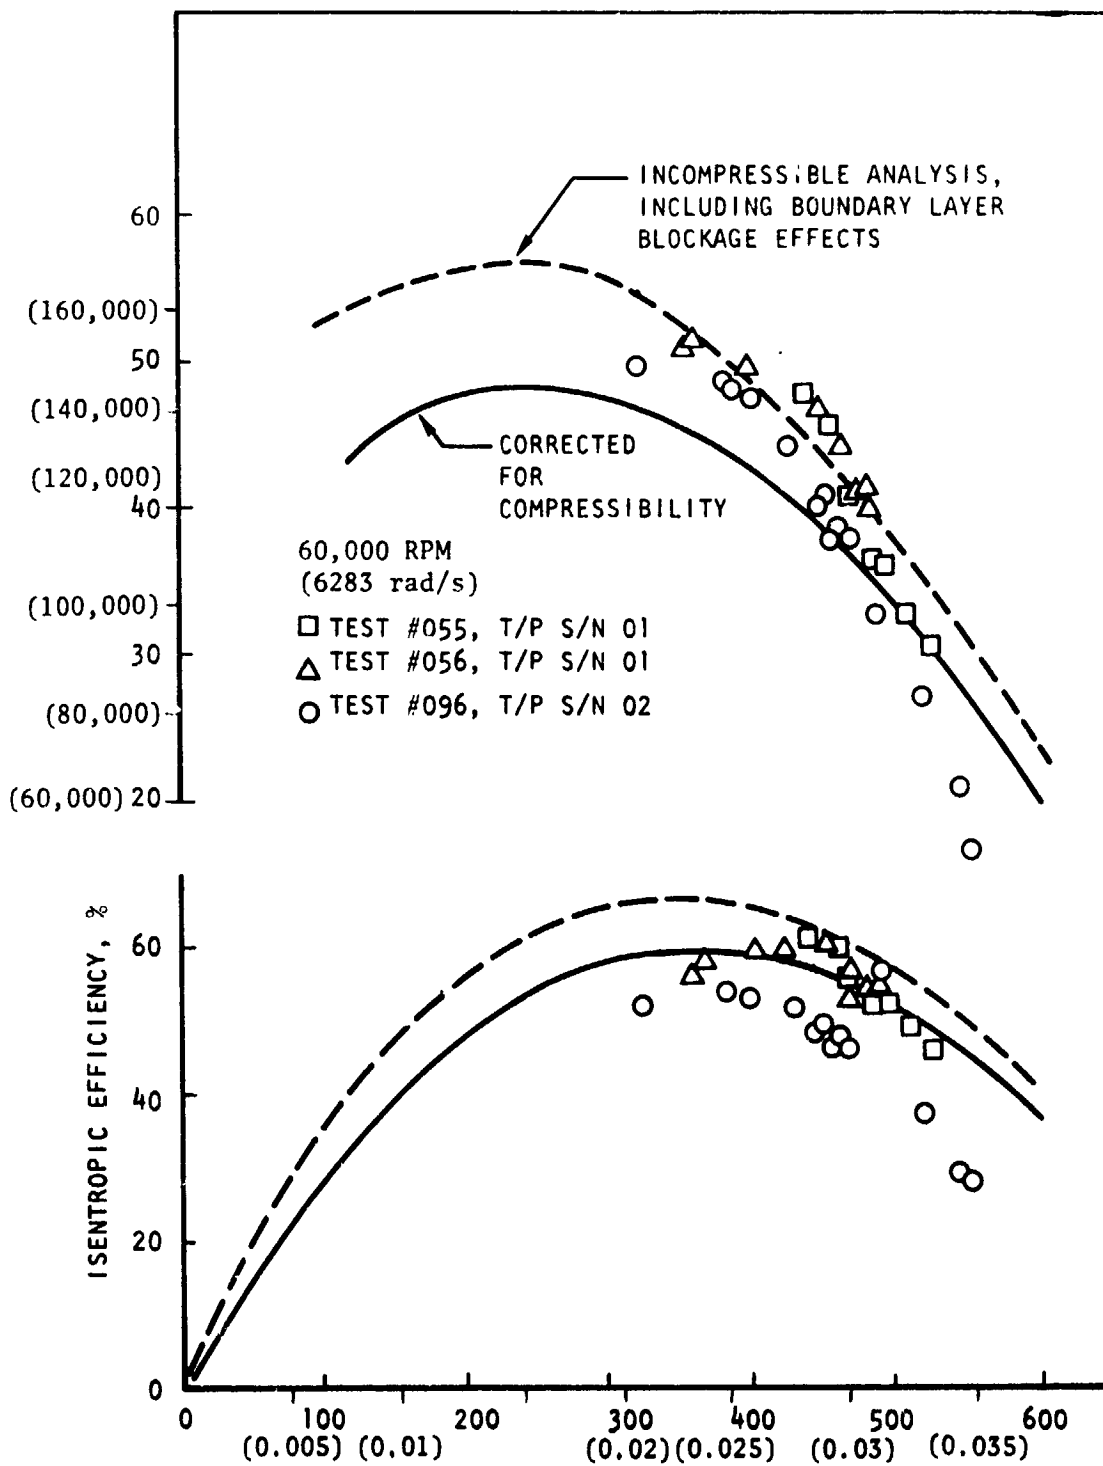 INCOMPRESSIBLE ANALYSIS,
INCLUDING BOUNDARY LAYER
BLOCKAGE EFFECTS
60
(160,000)
50
(140,000)
(120,000)
40
(100,000)
30
(80,000)
(60,000) 20
CORRECTED
FOR
COMPRESSIBILITY
60,000 RPM
(6283 rad/s)
TEST #055, T/P S/N 01
TEST #056, T/P S/N 01
TEST #096, T/P S/N 02
ISENTROPIC EFFICIENCY, %
60
40
20
0
0 100 200 300 400 500 600
(0.005) (0.01) (0.02) (0.025) (0.03) (0.035)